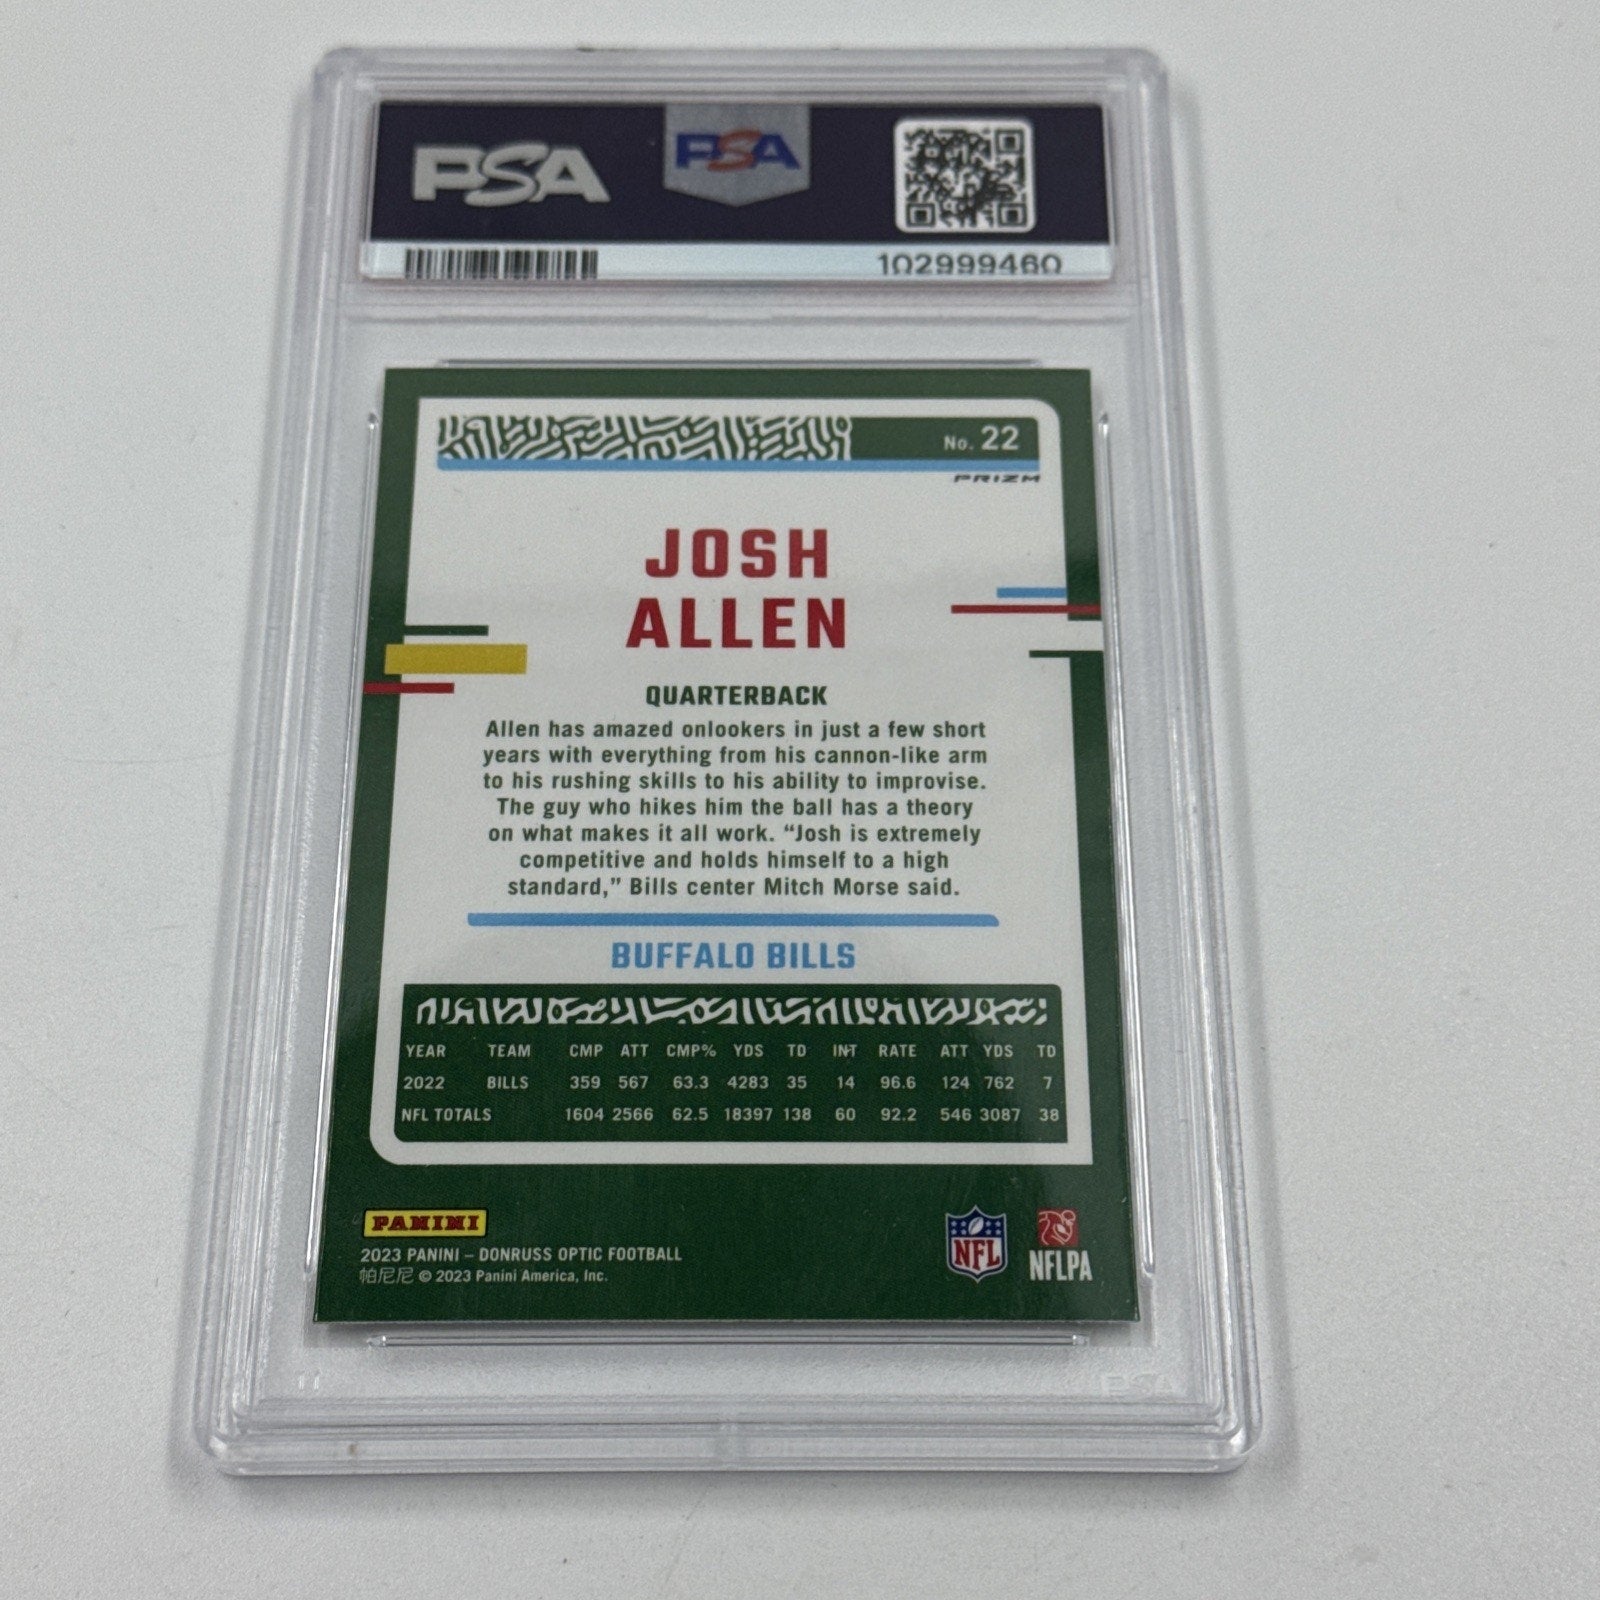 PSA PSA
102999460
No. 22
PRIZM
JOSH
ALLEN
QUARTERBACK
Allen has amazed onlookers in just a few short
years with everything from his cannon-like arm
to his rushing skills to his ability to improvise.
The guy who hikes him the ball has a theory
on what makes it all work. “Josh is extremely
competitive and holds himself to a high
standard,” Bills center Mitch Morse said.
BUFFALO BILLS
YEAR TEAM CMP ATT CMP% YDS TD INT RATE ATT YDS TD
2022 BILLS 359 567 63.3 4283 35 14 96.6 124 762 7
NFL TOTALS 1604 2566 62.5 18397 138 60 92.2 546 3087 38
PANINI
2023 PANINI – DONRUSS OPTIC FOOTBALL
帕尼尼 © 2023 Panini America, Inc.
NFL
NFLPA
PSA